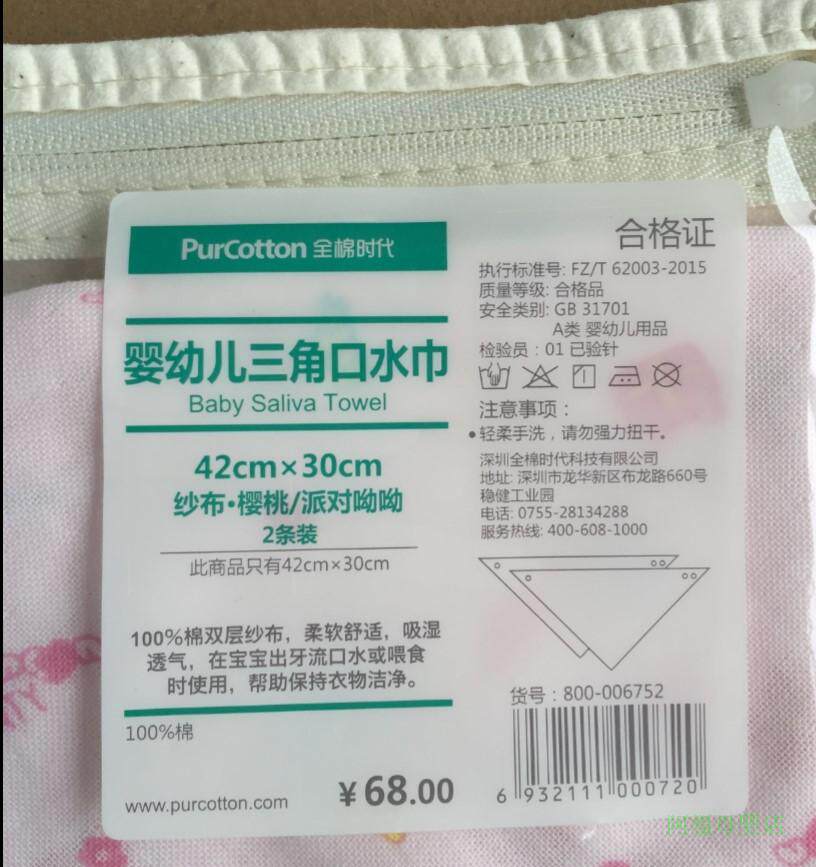 PurCotton 全棉时代
婴幼儿三角口水巾
Baby Saliva Towel
42cm×30cm
纱布·樱桃/派对呦呦
2条装
此商品只有42cm×30cm
100%棉双层纱布，柔软舒适，吸湿
透气，在宝宝出牙流口水或喂食
时使用，帮助保持衣物洁净。
100%棉
www.purcotton.com
¥68.00
合格证
执行标准号: FZ/T 62003-2015
质量等级: 合格品
安全类别: GB 31701
A类 婴幼儿用品
检验员：01 已验针
注意事项：
•轻柔手洗，请勿强力扭干。
深圳全棉时代科技有限公司
地址: 深圳市龙华新区布龙路660号
稳健工业园
电话: 0755-28134288
服务热线: 400-608-1000
货号：800-006752
6 932111 000720